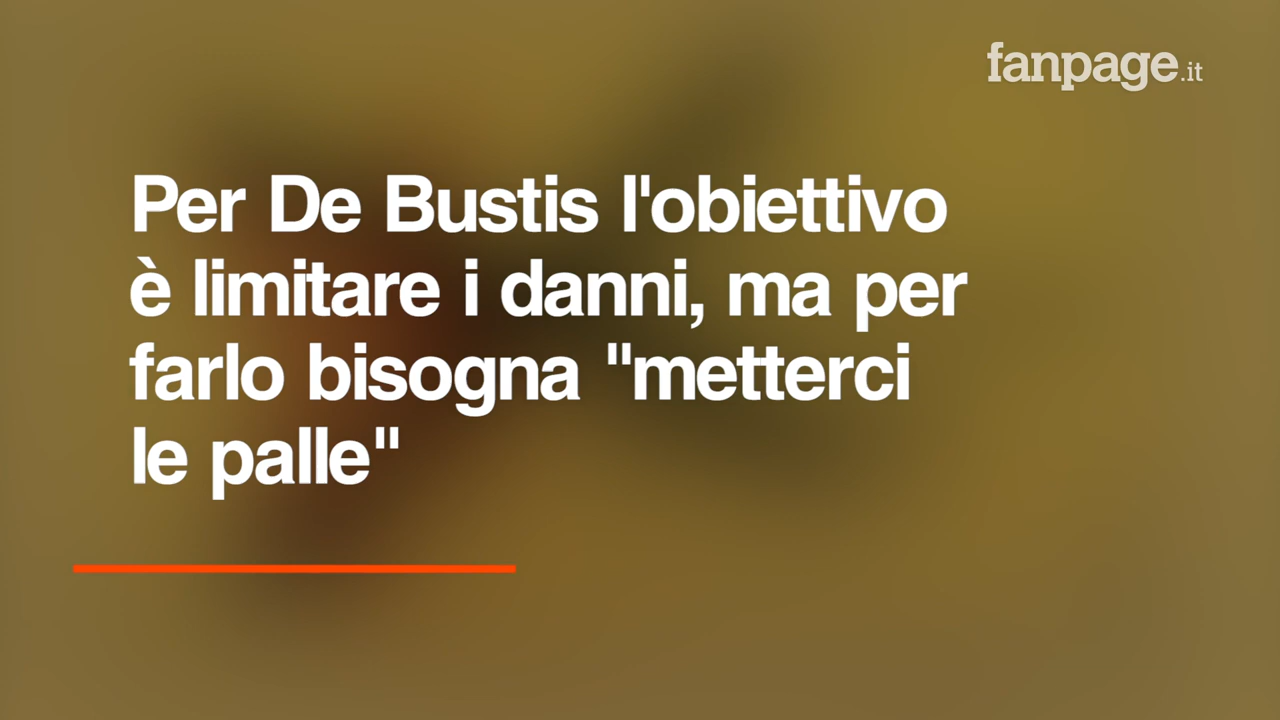 fanpage.it
Per De Bustis l'obiettivo
è limitare i danni, ma per
farlo bisogna "metterci
le palle"